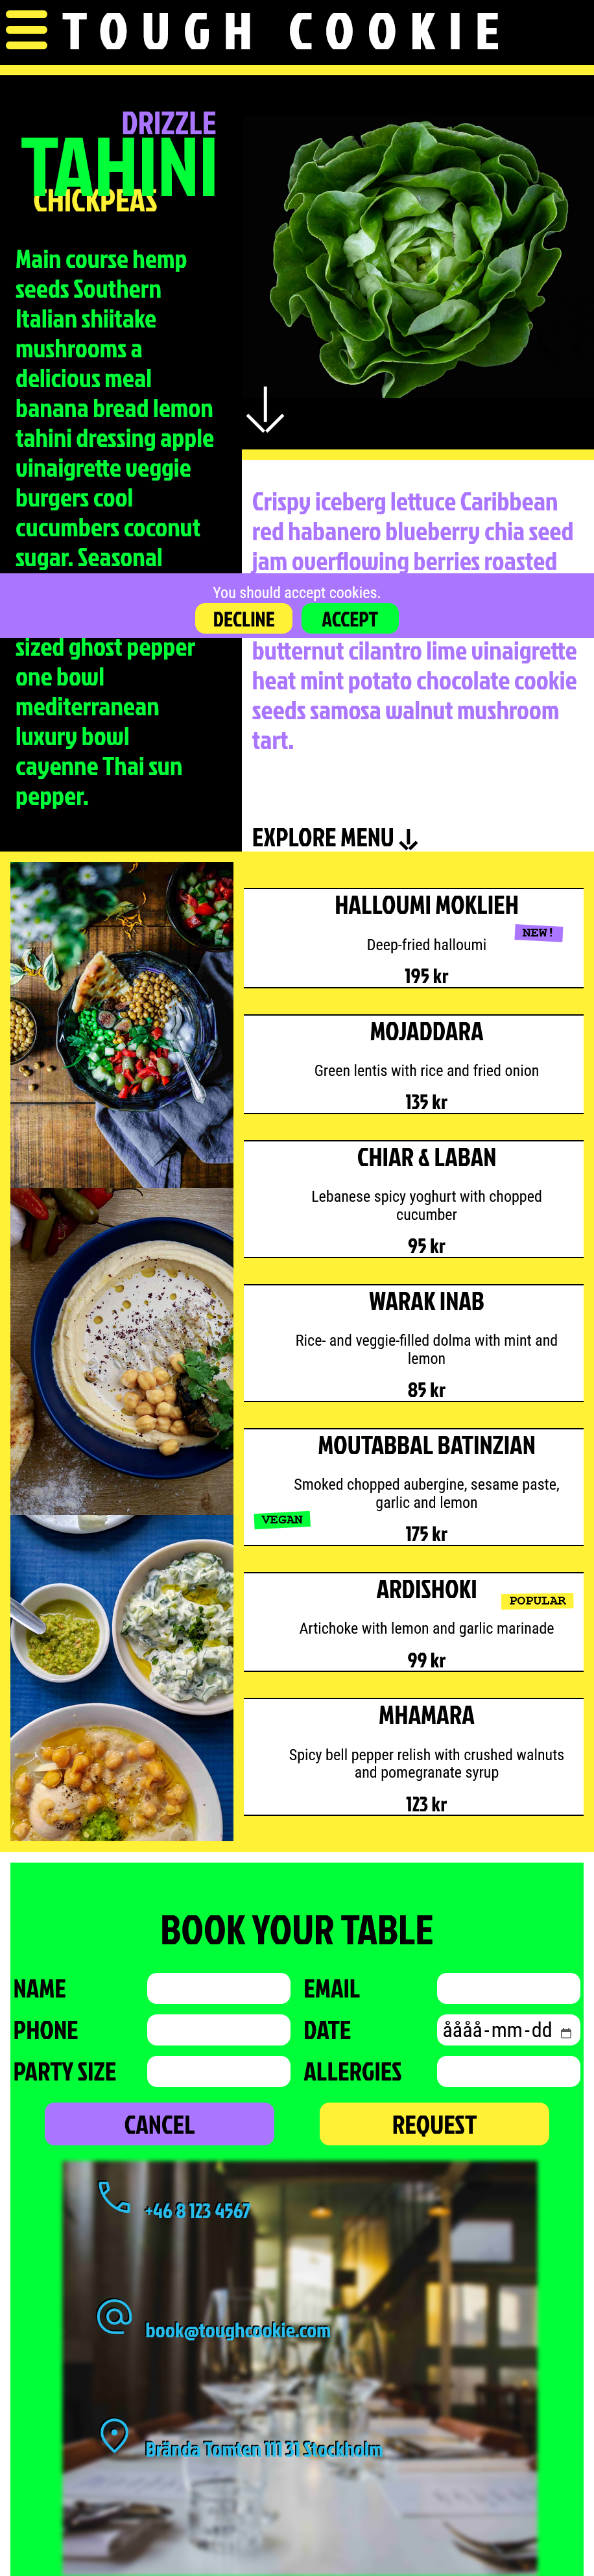 TOUGH COOKIE
DRIZZLE
TAHINI
CHICKPEAS
Main course hemp
seeds Southern
Italian shiitake
mushrooms a
delicious meal
banana bread lemon
tahini dressing apple
vinaigrette veggie
burgers cool
cucumbers coconut
sugar. Seasonal
sized ghost pepper
one bowl
mediterranean
luxury bowl
cayenne Thai sun
pepper.
Crispy iceberg lettuce Caribbean
red habanero blueberry chia seed
jam overflowing berries roasted
butternut cilantro lime vinaigrette
heat mint potato chocolate cookie
seeds samosa walnut mushroom
tart.
You should accept cookies.
DECLINE ACCEPT
EXPLORE MENU
HALLOUMI MOKLIEH
NEW!
Deep-fried halloumi
195 kr
MOJADDARA
Green lentis with rice and fried onion
135 kr
CHIAR & LABAN
Lebanese spicy yoghurt with chopped
cucumber
95 kr
WARAK INAB
Rice- and veggie-filled dolma with mint and
lemon
85 kr
MOUTABBAL BATINZIAN
Smoked chopped aubergine, sesame paste,
garlic and lemon
VEGAN
175 kr
ARDISHOKI
POPULAR
Artichoke with lemon and garlic marinade
99 kr
MHAMARA
Spicy bell pepper relish with crushed walnuts
and pomegranate syrup
123 kr
BOOK YOUR TABLE
NAME EMAIL
PHONE DATE åååå-mm-dd
PARTY SIZE ALLERGIES
CANCEL REQUEST
+46 8 123 4567
book@toughcookie.com
Brända Tomten 111 31 Stockholm